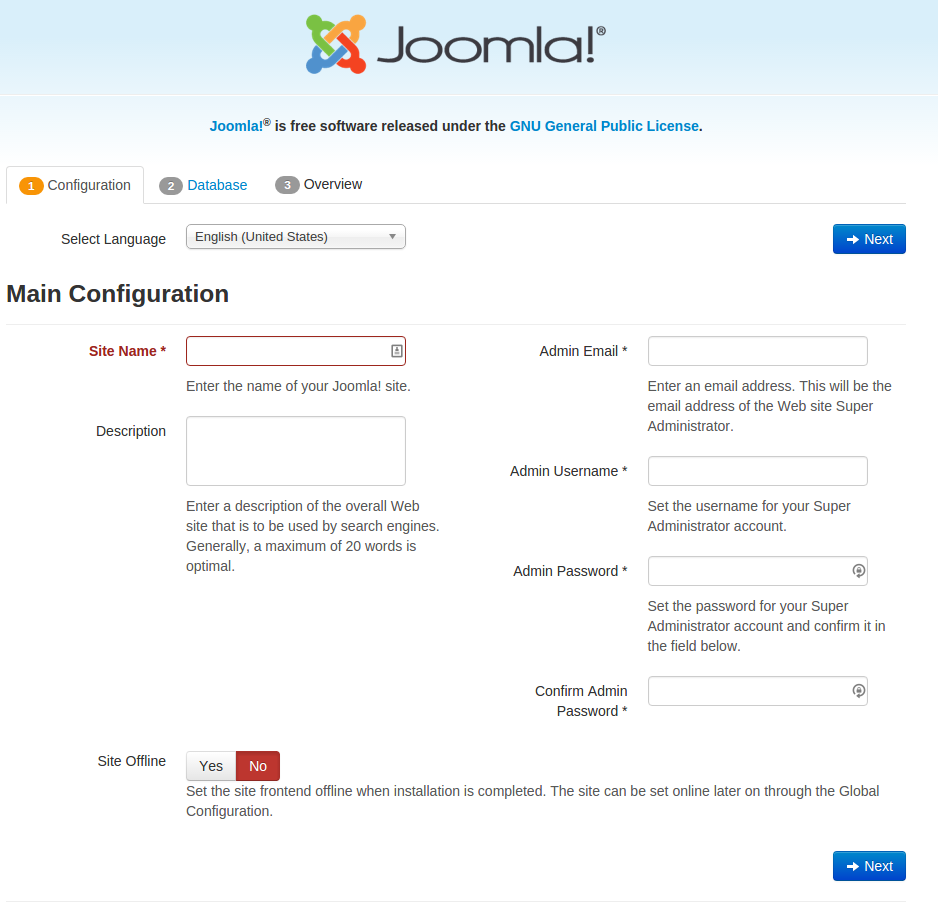 Joomla!®
Joomla!® is free software released under the GNU General Public License.
1 Configuration
2 Database
3 Overview
Select Language
English (United States)
Next
Main Configuration
Site Name *
Enter the name of your Joomla! site.
Description
Enter a description of the overall Web
site that is to be used by search engines.
Generally, a maximum of 20 words is
optimal.
Admin Email *
Enter an email address. This will be the
email address of the Web site Super
Administrator.
Admin Username *
Set the username for your Super
Administrator account.
Admin Password *
Set the password for your Super
Administrator account and confirm it in
the field below.
Confirm Admin
Password *
Site Offline
Yes No
Set the site frontend offline when installation is completed. The site can be set online later on through the Global
Configuration.
Next